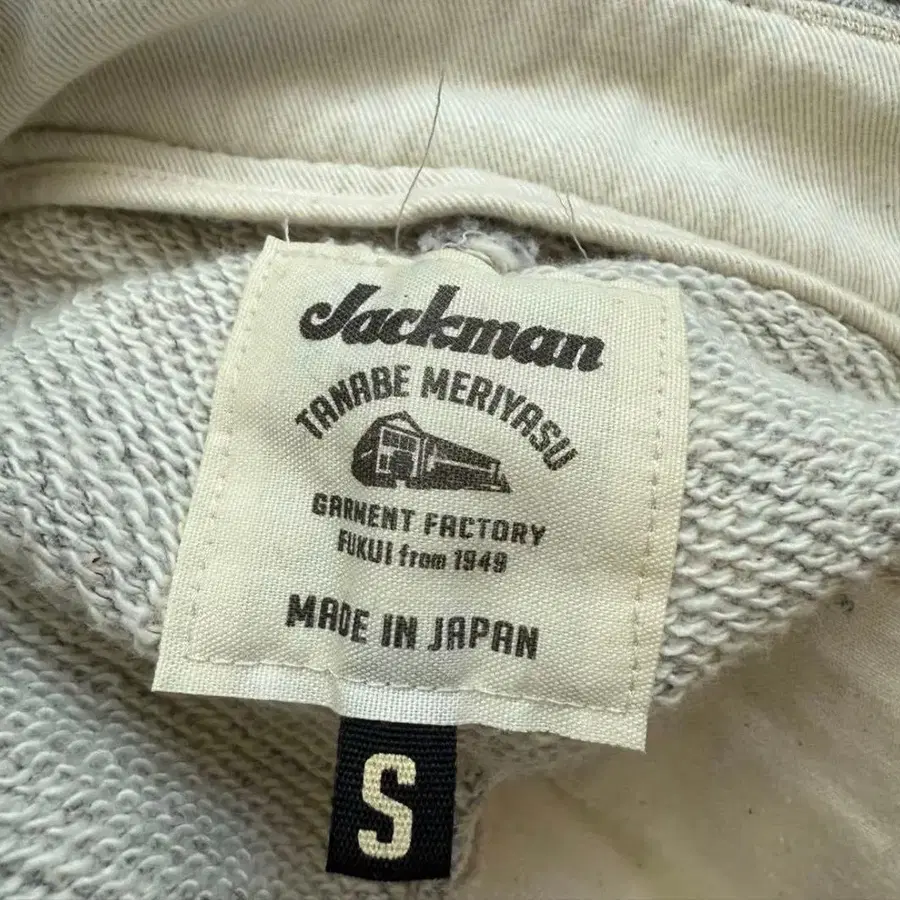 Jackman
TANABE MERIYASU
GARMENT FACTORY
FUKUI from 1949
MADE IN JAPAN
S